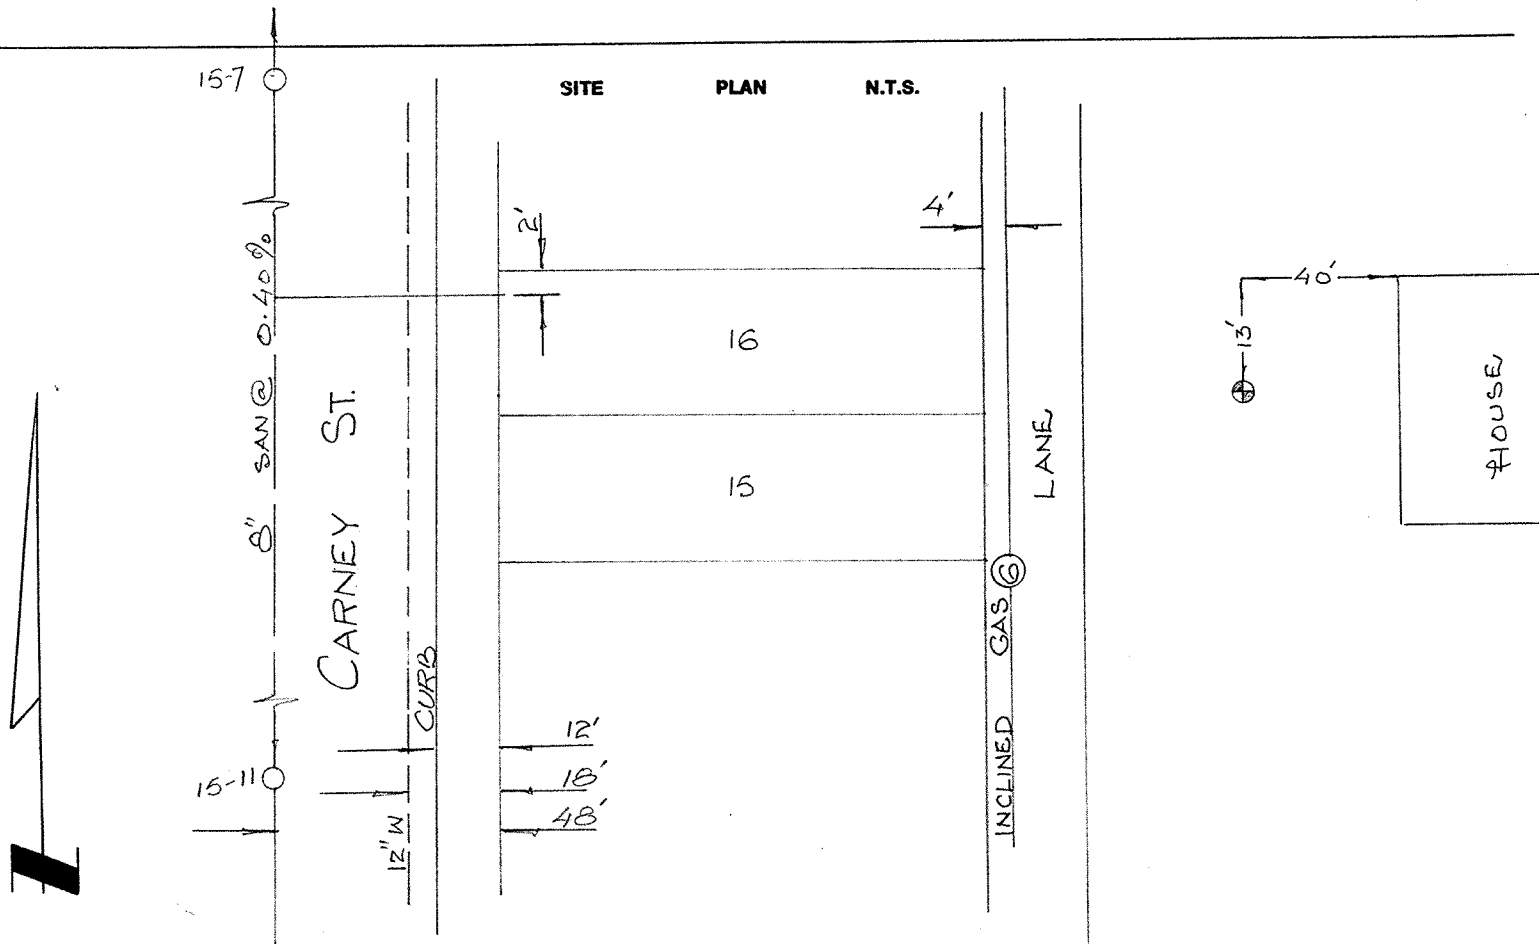 15-7
SITE PLAN N.T.S.
2'
4'
8" SAN @ 0.40%
40'
13'
16
CARNEY ST.
HOUSE
LANE
15
GAS
INCLINED
CURB
12'
18'
48'
15-11
12" W